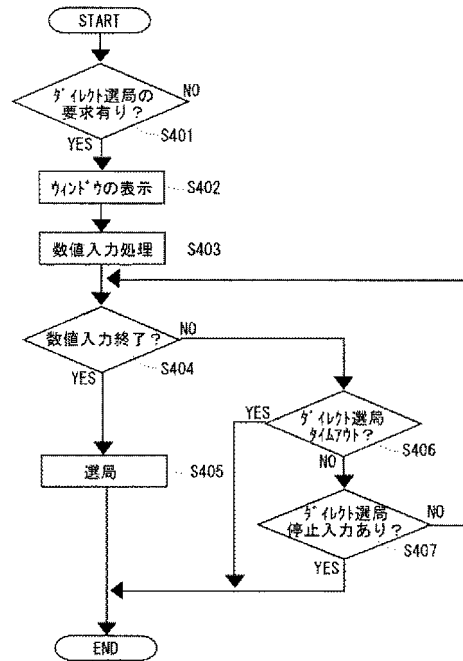 START
ダイレクト選局の
要求有り？
NO
S401
YES
ウィンドウの表示
S402
数値入力処理
S403
数値入力終了？
NO
S404
YES
ダイレクト選局
タイムアウト？
YES
S406
NO
選局
S405
ダイレクト選局
停止入力あり？
NO
S407
YES
END